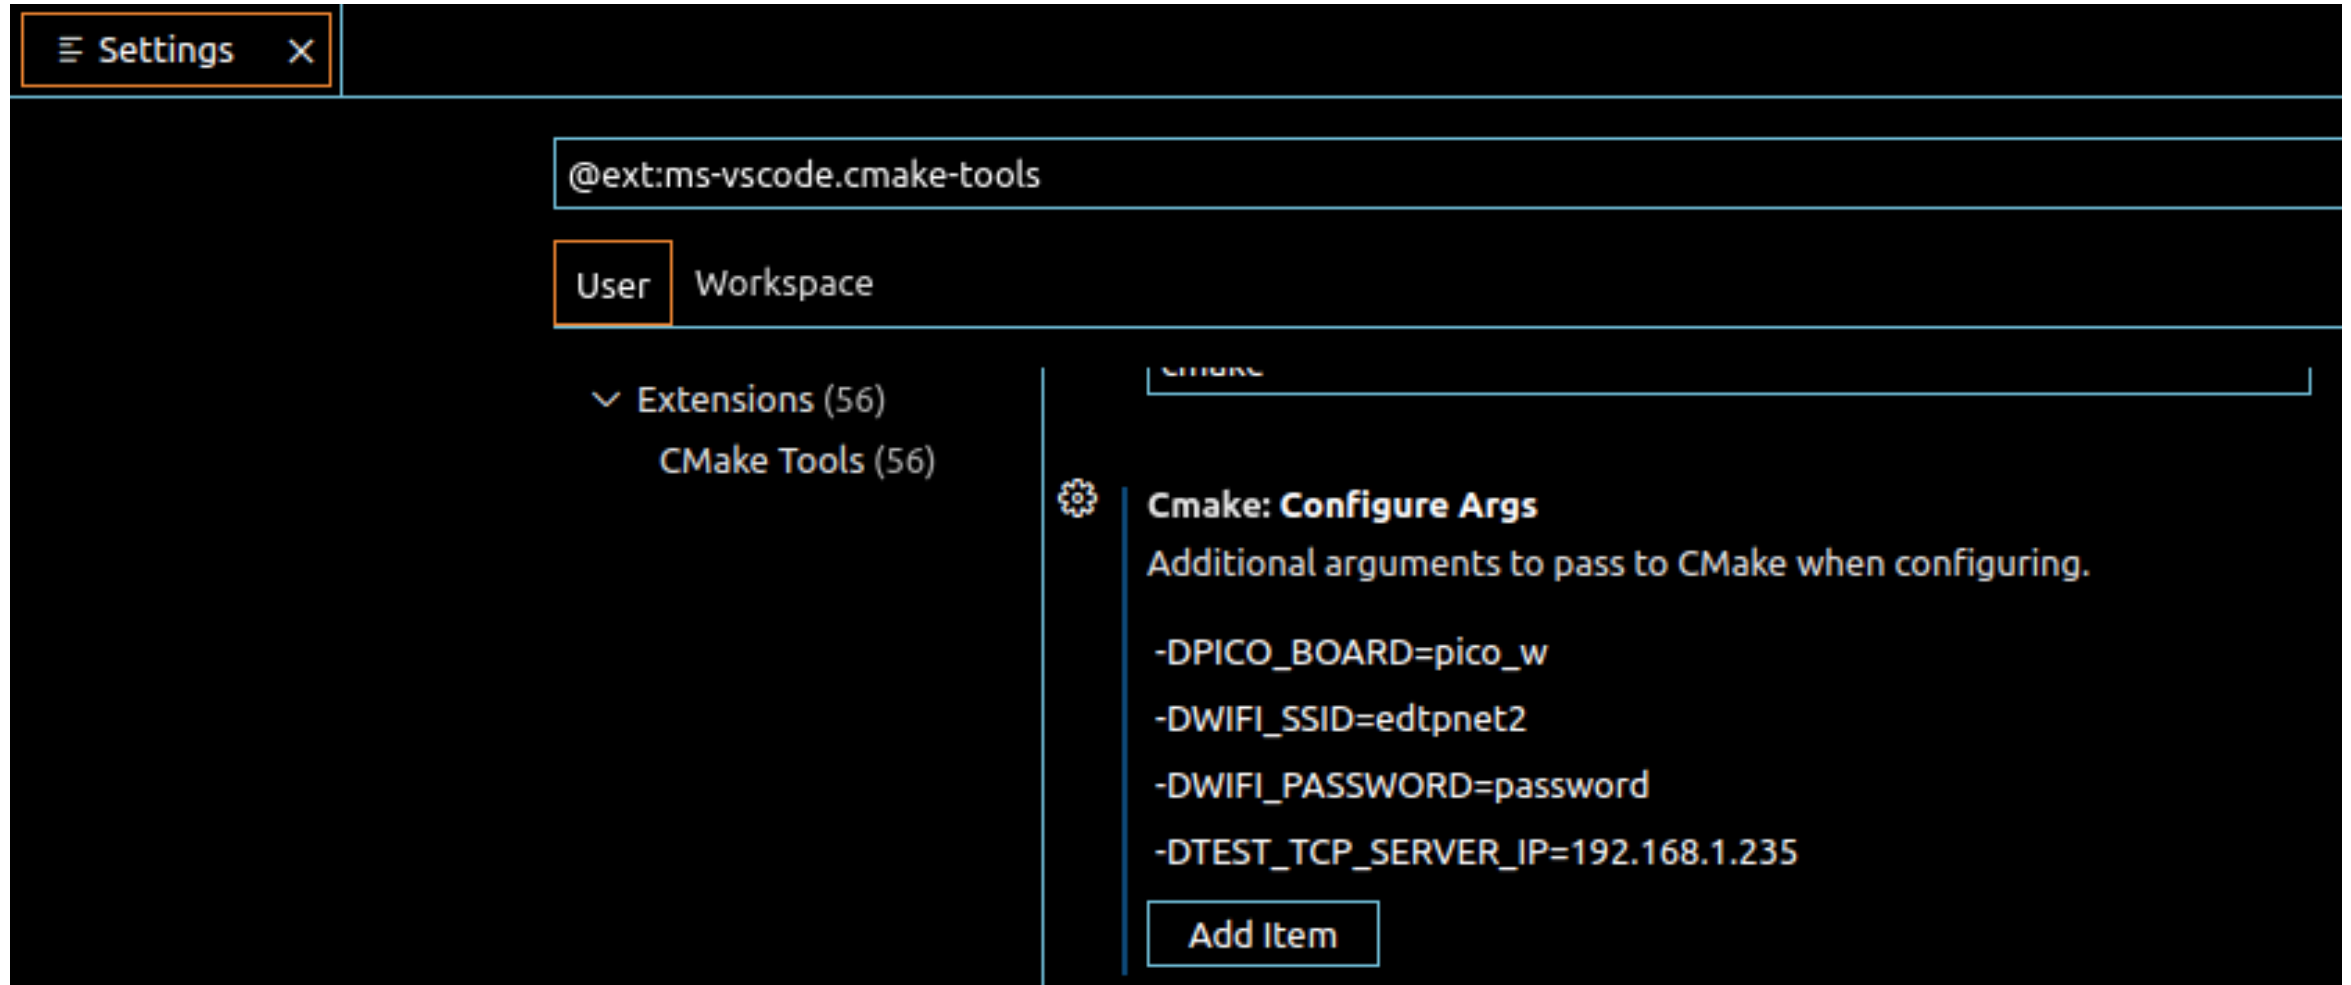 Settings
@ext:ms-vscode.cmake-tools
User Workspace
Extensions (56)
CMake Tools (56)
cmake
Cmake: Configure Args
Additional arguments to pass to CMake when configuring.
-DPICO_BOARD=pico_w
-DWIFI_SSID=edtpnet2
-DWIFI_PASSWORD=password
-DTEST_TCP_SERVER_IP=192.168.1.235
Add Item